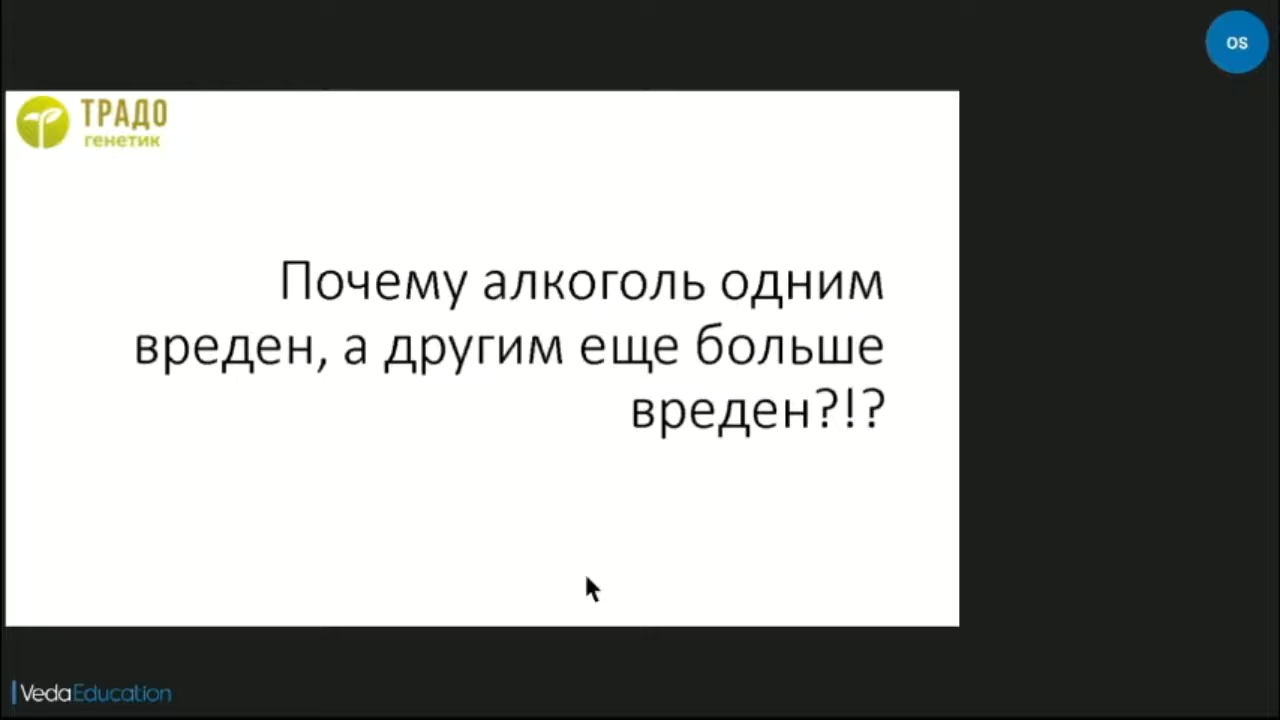 OS
ТРАДО
генетик
Почему алкоголь одним
вреден, а другим еще больше
вреден?!?
VedaEducation